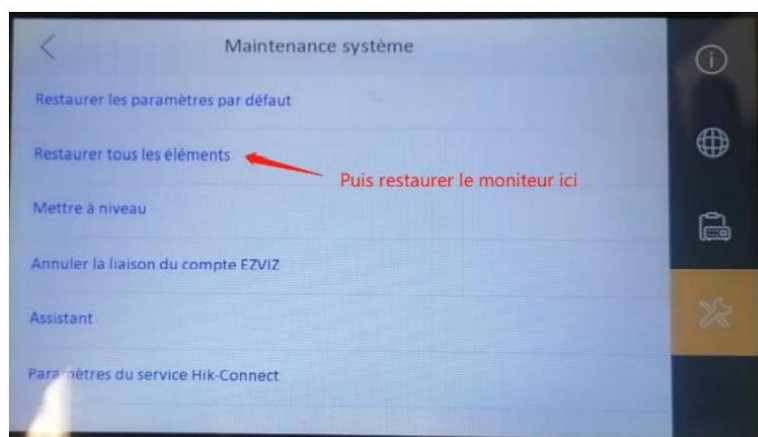 Maintenance système
Restaurer les paramètres par défaut
Restaurer tous les éléments
Puis restaurer le moniteur ici
Mettre à niveau
Annuler la liaison du compte EZVIZ
Assistant
Paramètres du service Hik-Connect